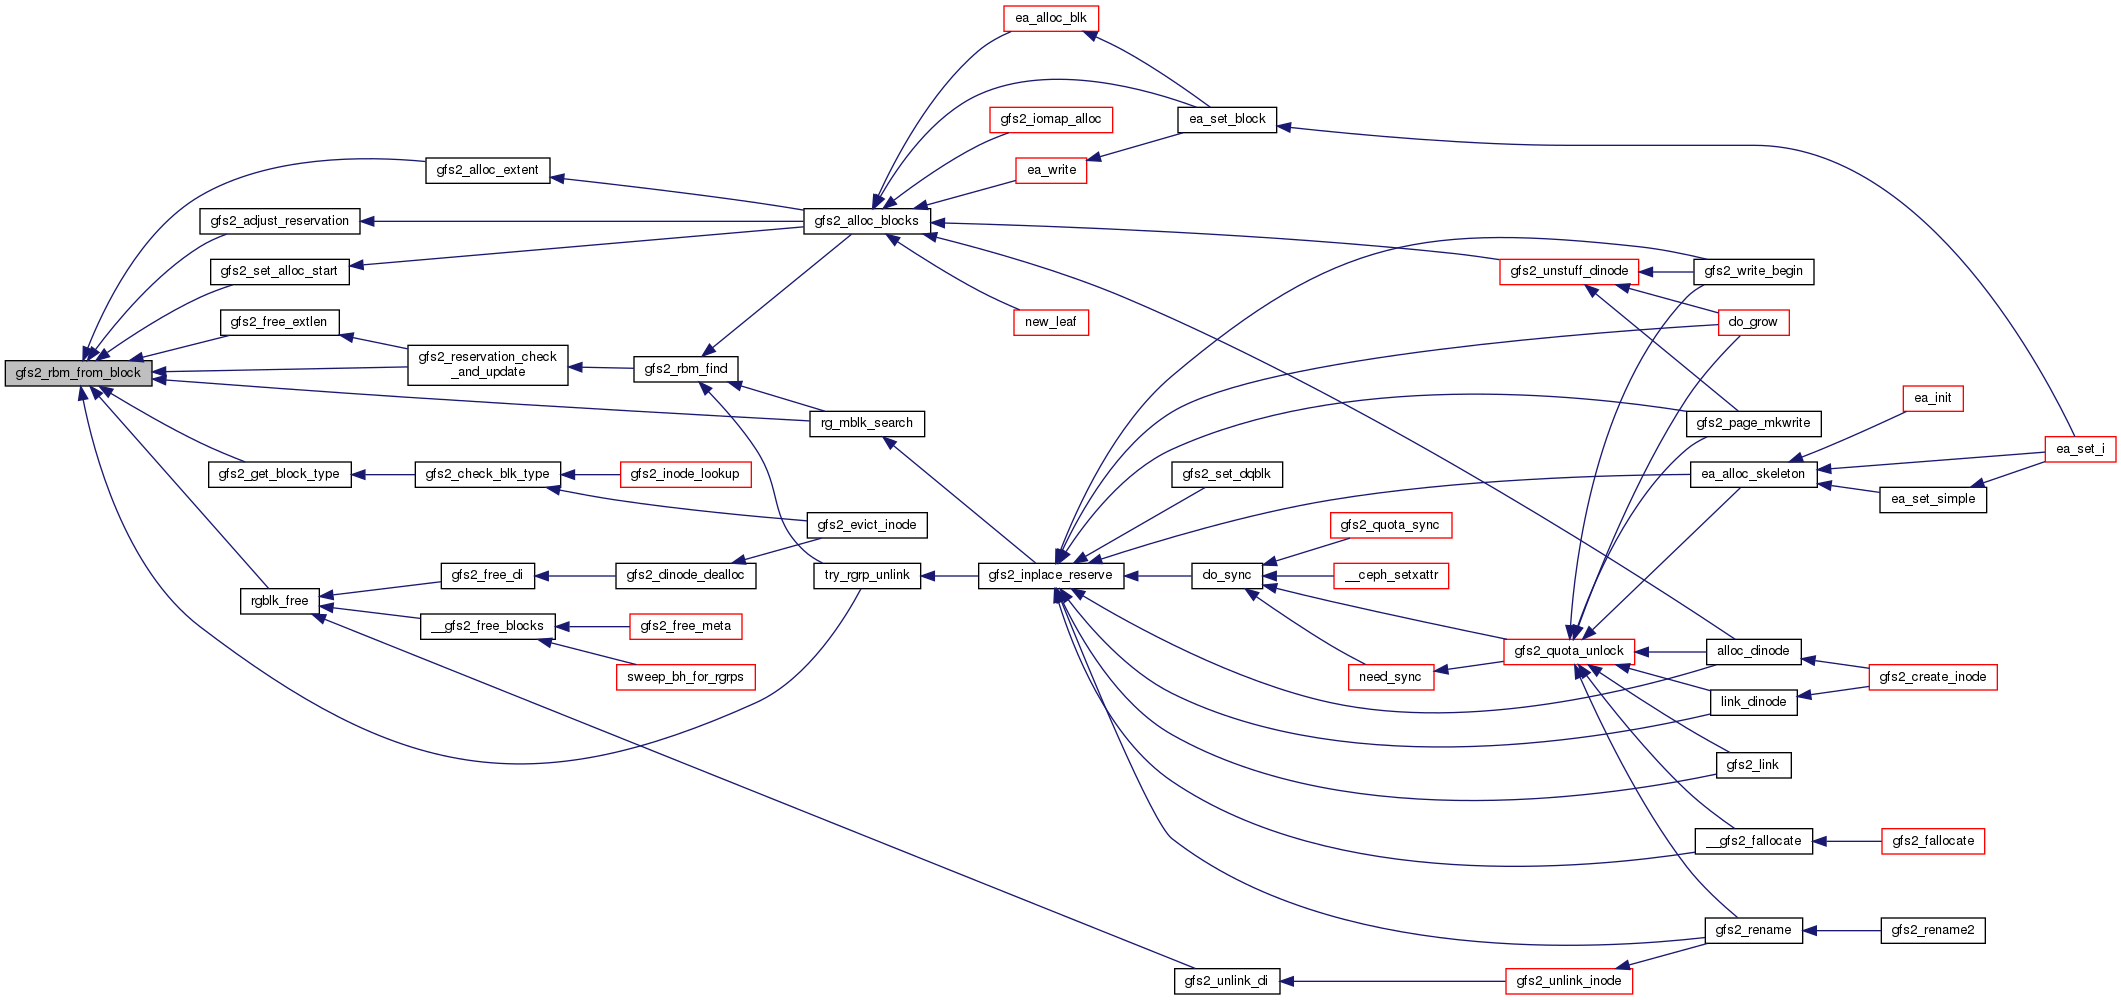 ea_alloc_blk
gfs2_iomap_alloc
ea_set_block
gfs2_alloc_extent
ea_write
gfs2_adjust_reservation
gfs2_alloc_blocks
gfs2_set_alloc_start
gfs2_unstuff_dinode
gfs2_write_begin
gfs2_free_extlen
new_leaf
do_grow
gfs2_rbm_from_block
gfs2_reservation_check
_and_update
gfs2_rbm_find
ea_init
rg_mblk_search
gfs2_page_mkwrite
ea_set_i
gfs2_get_block_type
gfs2_check_blk_type
gfs2_inode_lookup
gfs2_set_dqblk
ea_alloc_skeleton
ea_set_simple
gfs2_evict_inode
gfs2_quota_sync
gfs2_free_di
gfs2_dinode_dealloc
try_rgrp_unlink
gfs2_inplace_reserve
do_sync
__ceph_setxattr
rgblk_free
__gfs2_free_blocks
gfs2_free_meta
gfs2_quota_unlock
alloc_dinode
sweep_bh_for_rgrps
need_sync
gfs2_create_inode
link_dinode
gfs2_link
__gfs2_fallocate
gfs2_fallocate
gfs2_rename
gfs2_rename2
gfs2_unlink_di
gfs2_unlink_inode